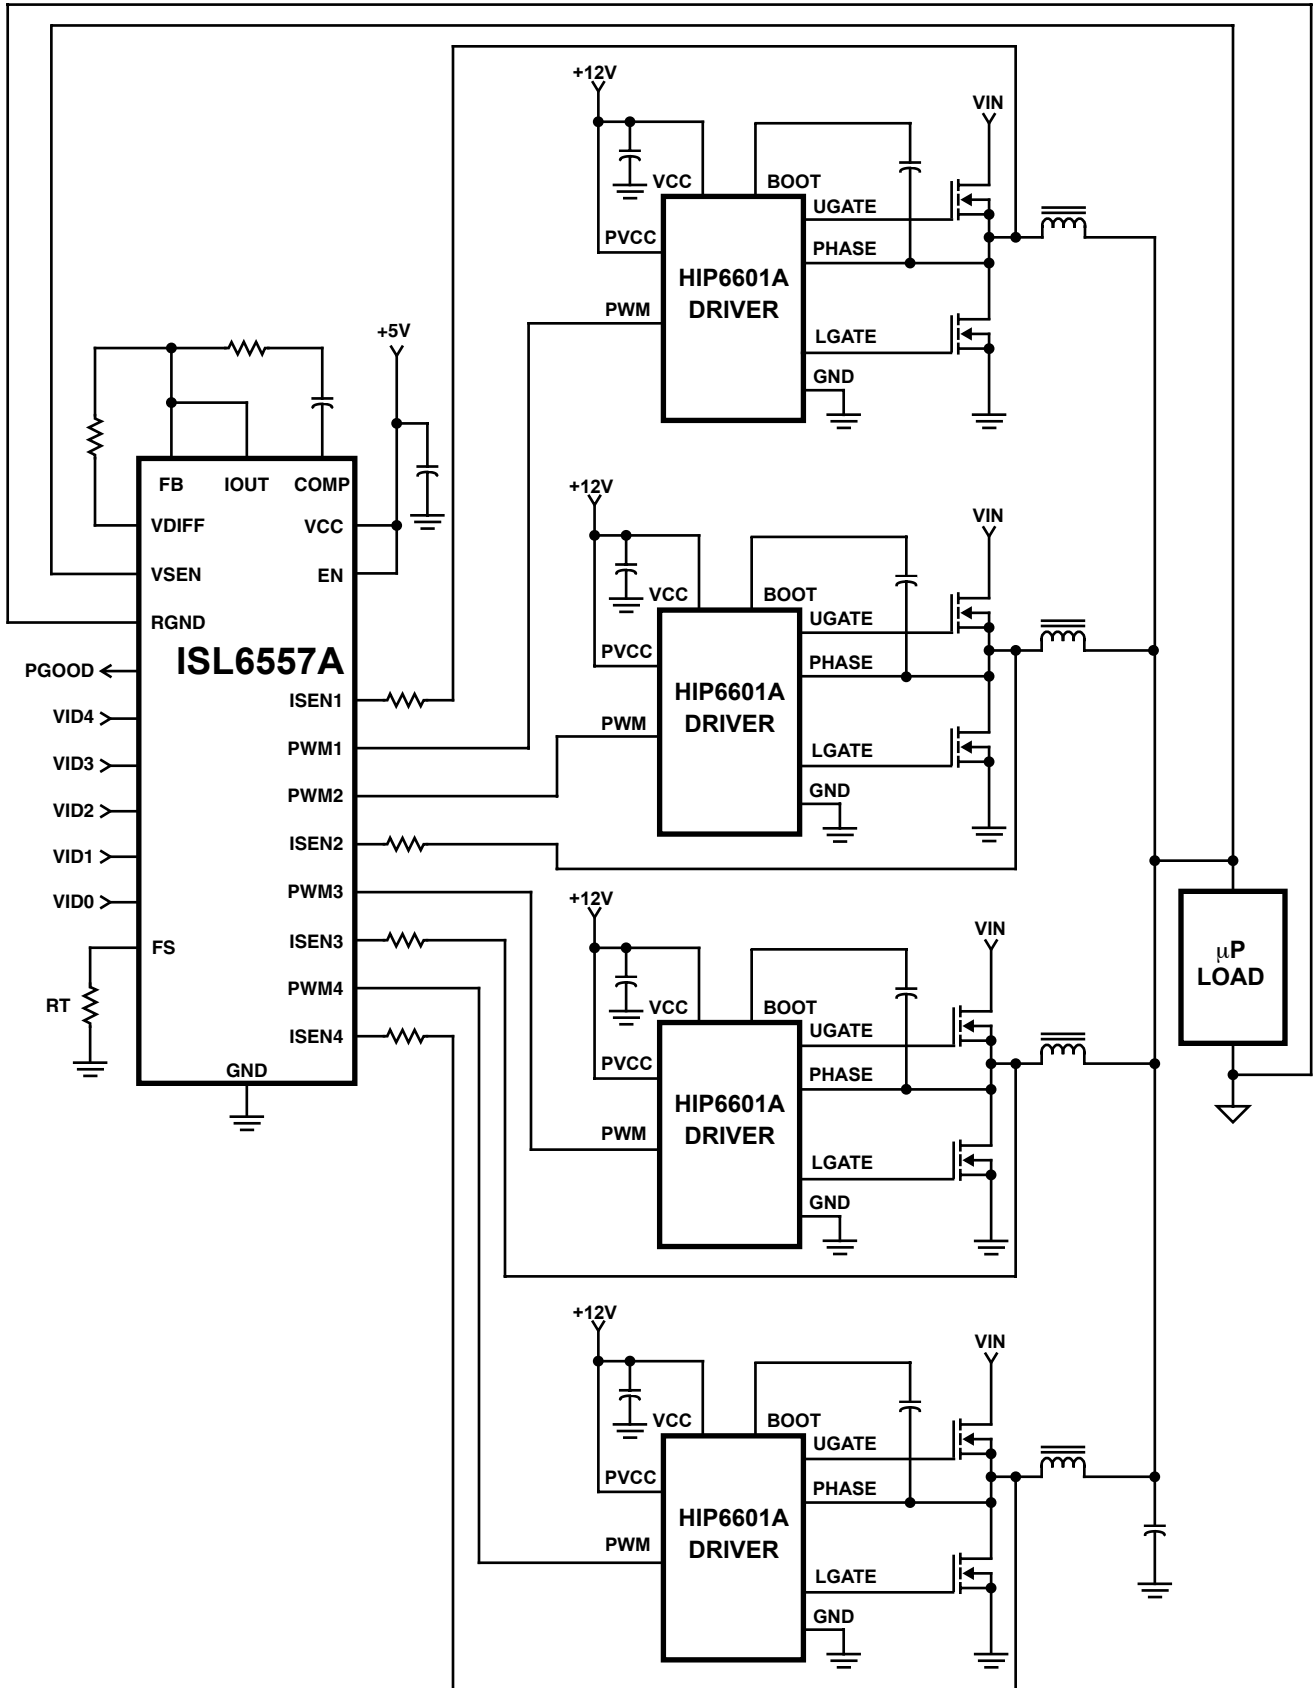 +12V
VIN
VCC
BOOT
UGATE
PVCC
PHASE
HIP6601A
DRIVER
PWM
LGATE
GND
+5V
FB
IOUT
COMP
VDIFF
VCC
VSEN
EN
RGND
ISL6557A
PGOOD
ISEN1
VID4
PWM1
VID3
PWM2
VID2
ISEN2
VID1
PWM3
VID0
ISEN3
FS
PWM4
RT
ISEN4
GND
+12V
VIN
VCC
BOOT
UGATE
PVCC
PHASE
HIP6601A
DRIVER
PWM
LGATE
GND
+12V
VIN
VCC
BOOT
UGATE
PVCC
PHASE
HIP6601A
DRIVER
PWM
LGATE
GND
µP
LOAD
+12V
VIN
VCC
BOOT
UGATE
PVCC
PHASE
HIP6601A
DRIVER
PWM
LGATE
GND